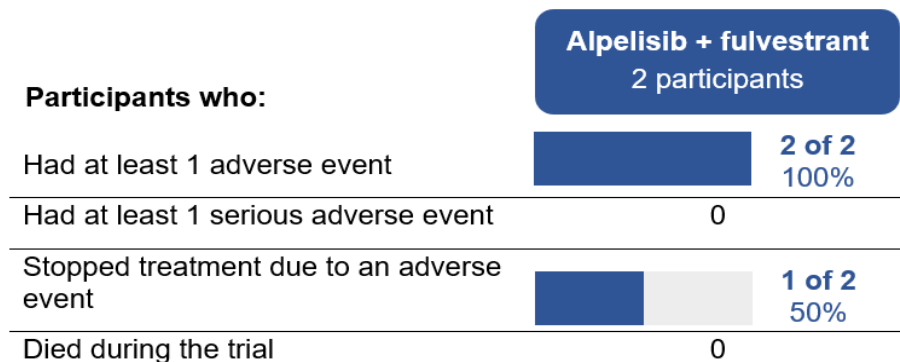 Alpelisib + fulvestrant
2 participants
Participants who:
Had at least 1 adverse event
2 of 2
100%
Had at least 1 serious adverse event
0
Stopped treatment due to an adverse
event
1 of 2
50%
Died during the trial
0